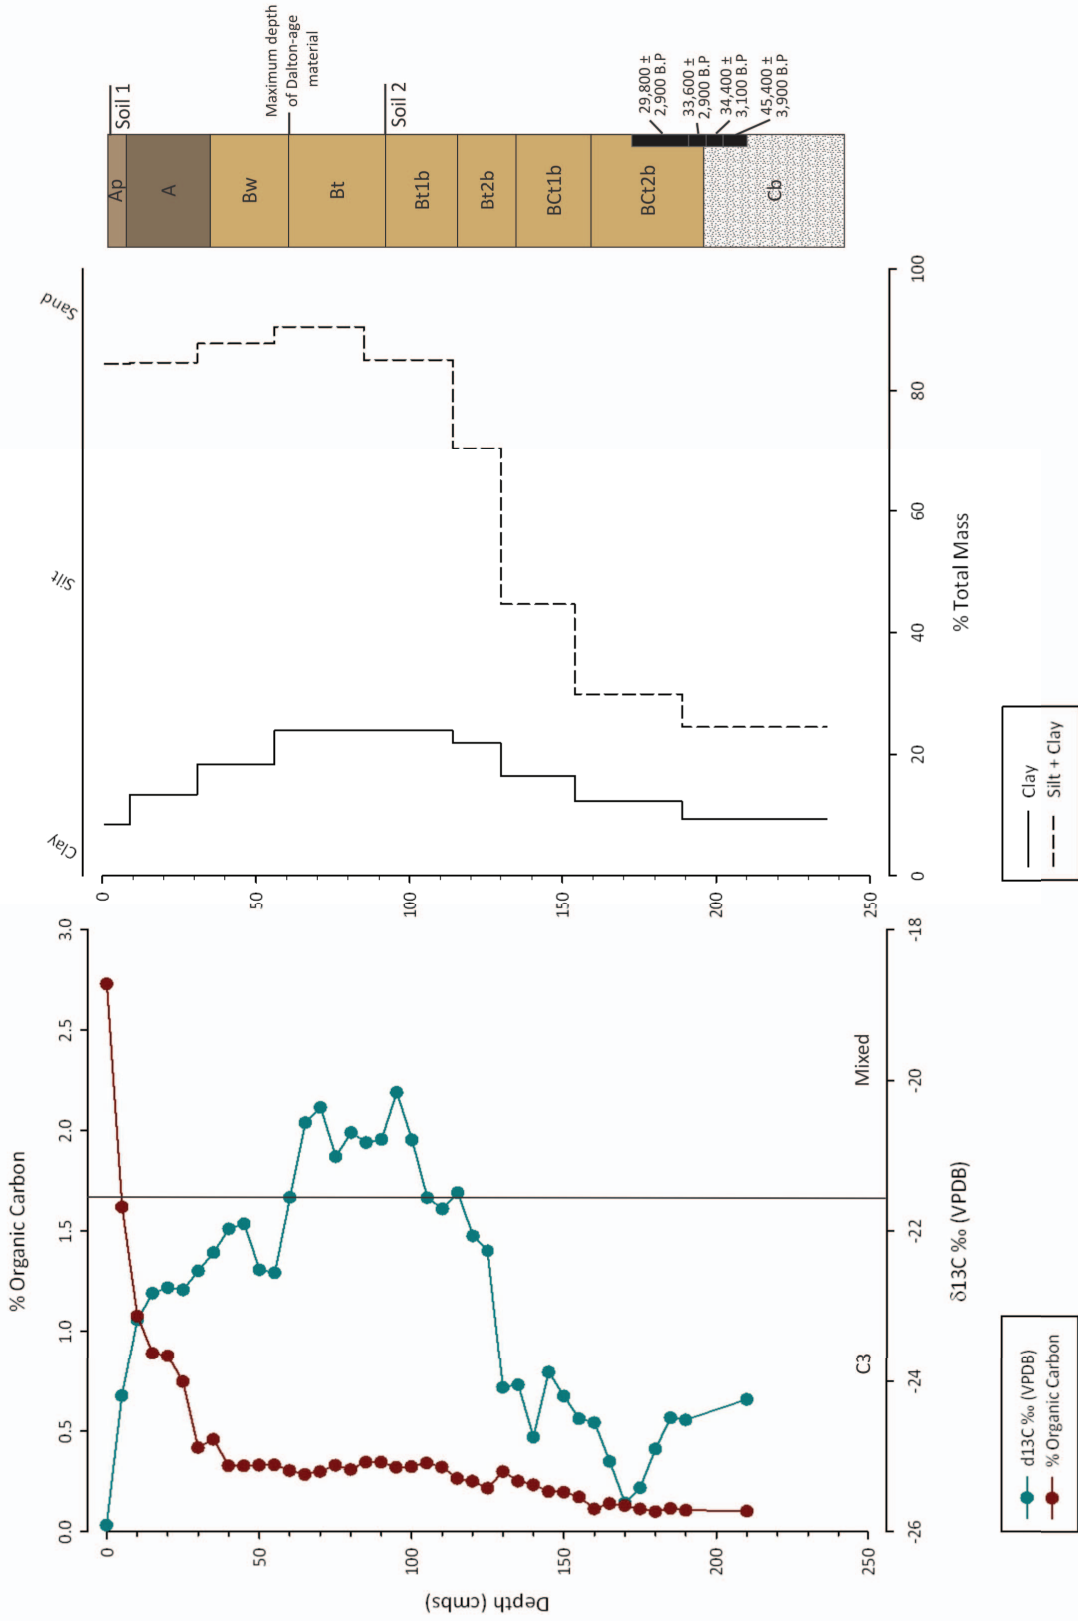 % Organic Carbon
0.0
0.5
1.0
1.5
2.0
2.5
3.0
Depth (cmbs)
0
50
100
150
200
250
C3
Mixed
-26
-24
-22
-20
-18
δ13C ‰ (VPDB)
d13C ‰ (VPDB)
% Organic Carbon
Clay
Silt
Sand
0
50
100
150
200
250
0
20
40
60
80
100
% Total Mass
Clay
Silt + Clay
Ap
A
Bw
Bt
Bt1b
Bt2b
BCt1b
BCt2b
Cb
Soil 1
Maximum depth
of Dalton-age
material
Soil 2
29,800 ±
2,900 B.P
33,600 ±
2,900 B.P
34,400 ±
3,100 B.P
45,400 ±
3,900 B.P